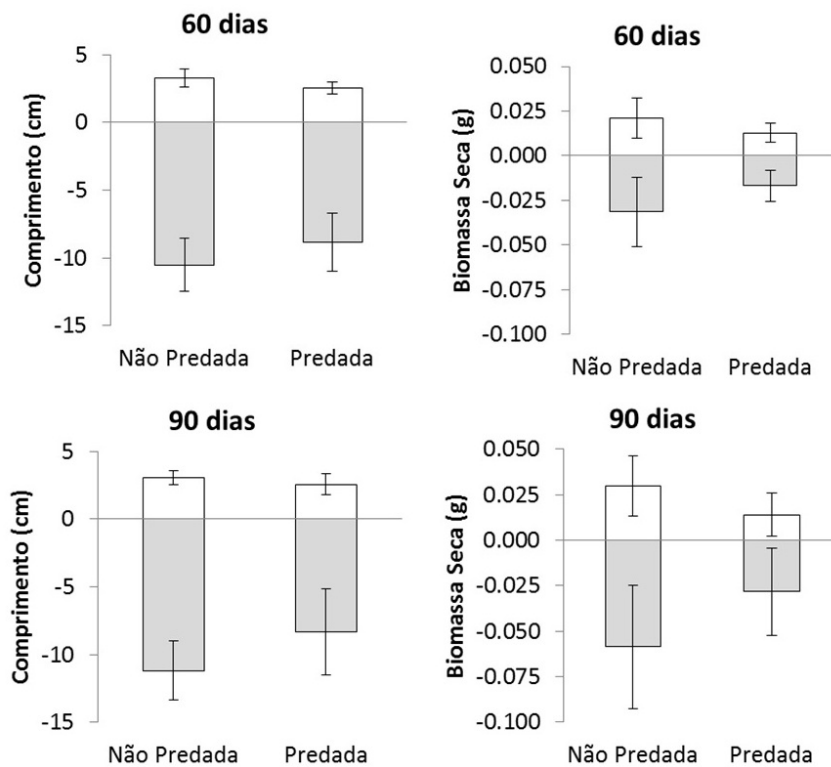 60 dias
Comprimento (cm)
5
0
-5
-10
-15
Não Predada Predada
60 dias
Biomassa Seca (g)
0.050
0.025
0.000
-0.025
-0.050
-0.075
-0.100
Não Predada Predada
90 dias
Comprimento (cm)
5
0
-5
-10
-15
Não Predada Predada
90 dias
Biomassa Seca (g)
0.050
0.025
0.000
-0.025
-0.050
-0.075
-0.100
Não Predada Predada